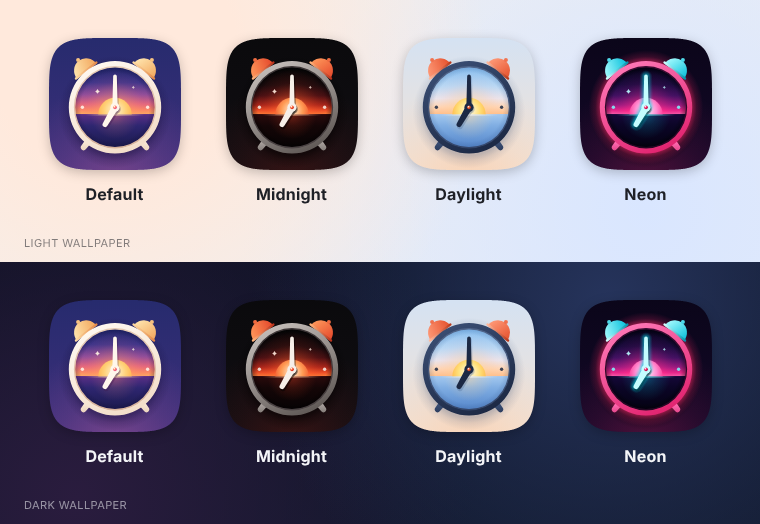 Default
Midnight
Daylight
Neon
LIGHT WALLPAPER
Default
Midnight
Daylight
Neon
DARK WALLPAPER